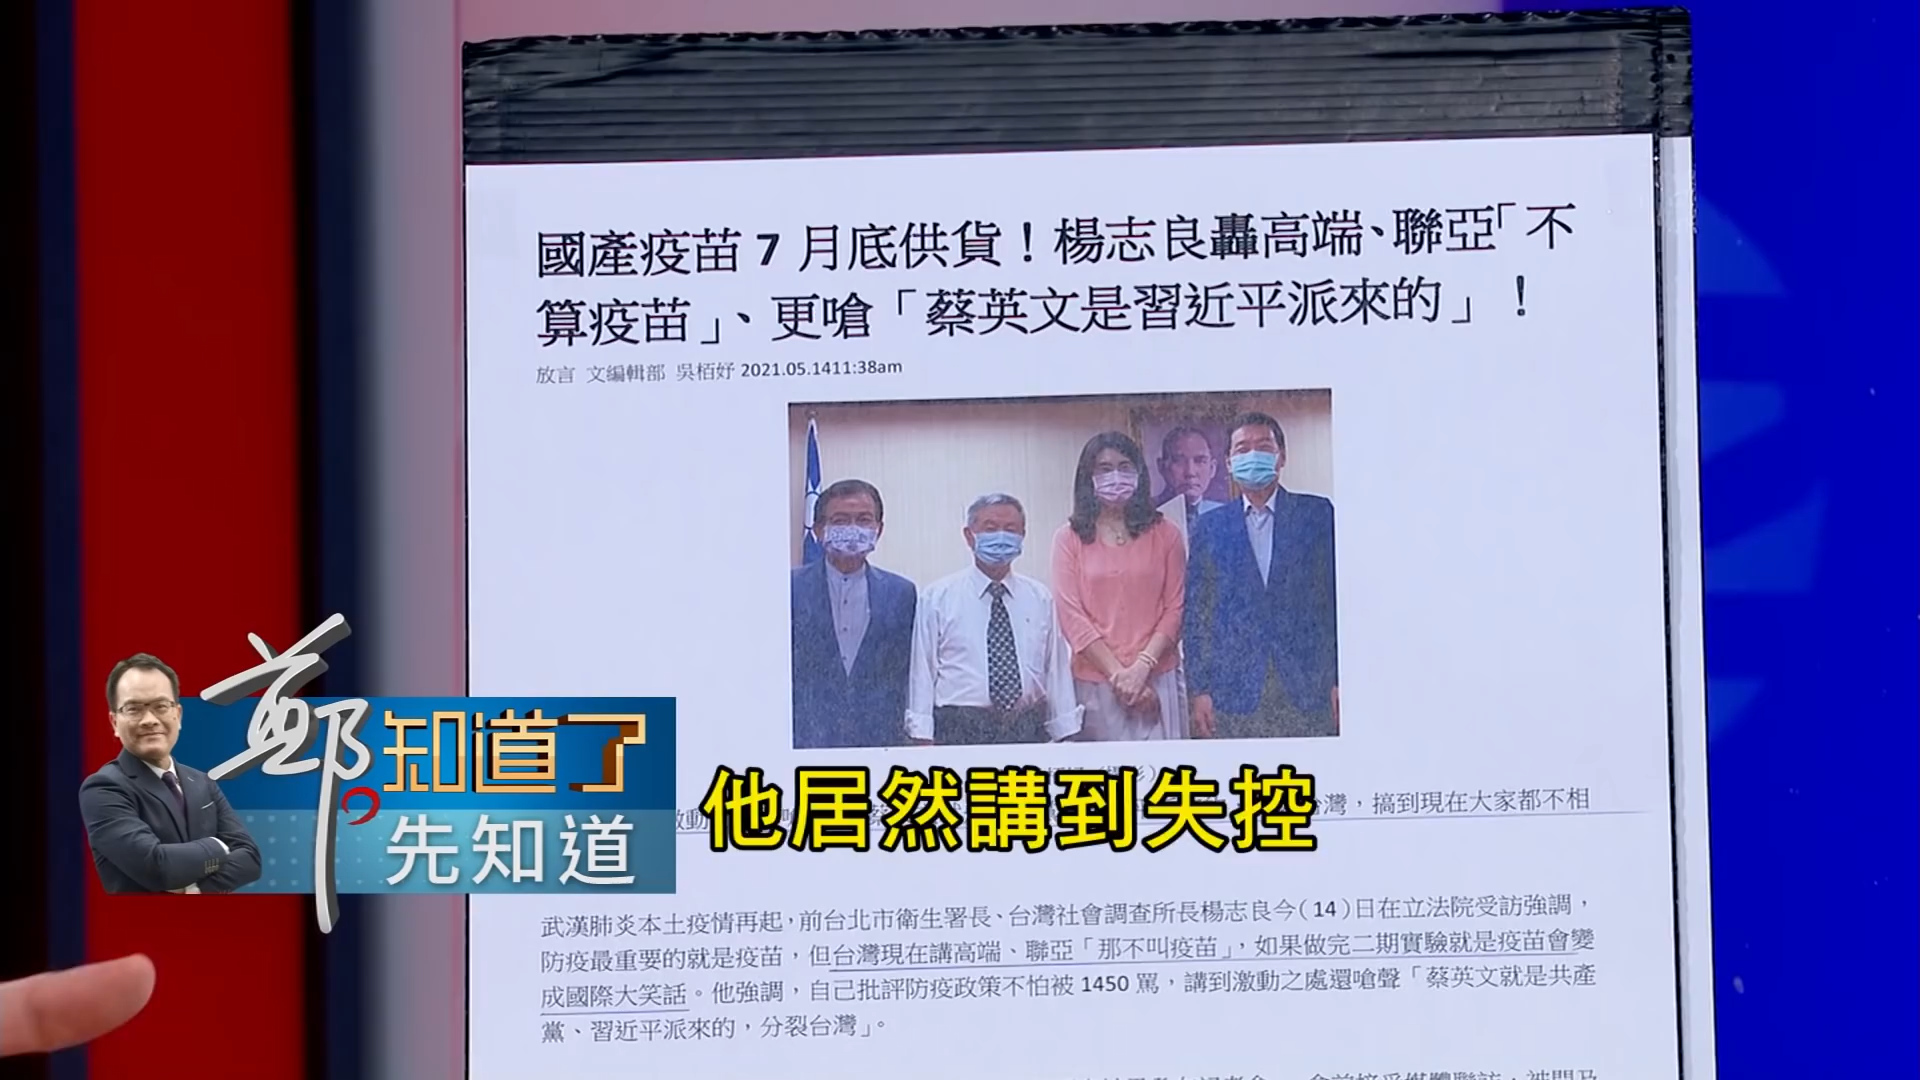 國產疫苗7月底供貨！楊志良轟高端、聯亞「不
算疫苗」、更嗆「蔡英文是習近平派來的」！
放言 文編輯部 吳栢妤 2021.05.1411:38am
鄭知道了
先知道
他居然講到失控
台灣，搞到現在大家都不相
武漢肺炎本土疫情再起，前台北市衛生署長、台灣社會調查所長楊志良今（14）日在立法院受訪強調，
防疫最重要的就是疫苗，但台灣現在講高端、聯亞「那不叫疫苗」，如果做完二期實驗就是疫苗會變
成國際大笑話。他強調，自己批評防疫政策不怕被1450罵，講到激動之處還嗆聲「蔡英文就是共產
黨、習近平派來的，分裂台灣」。